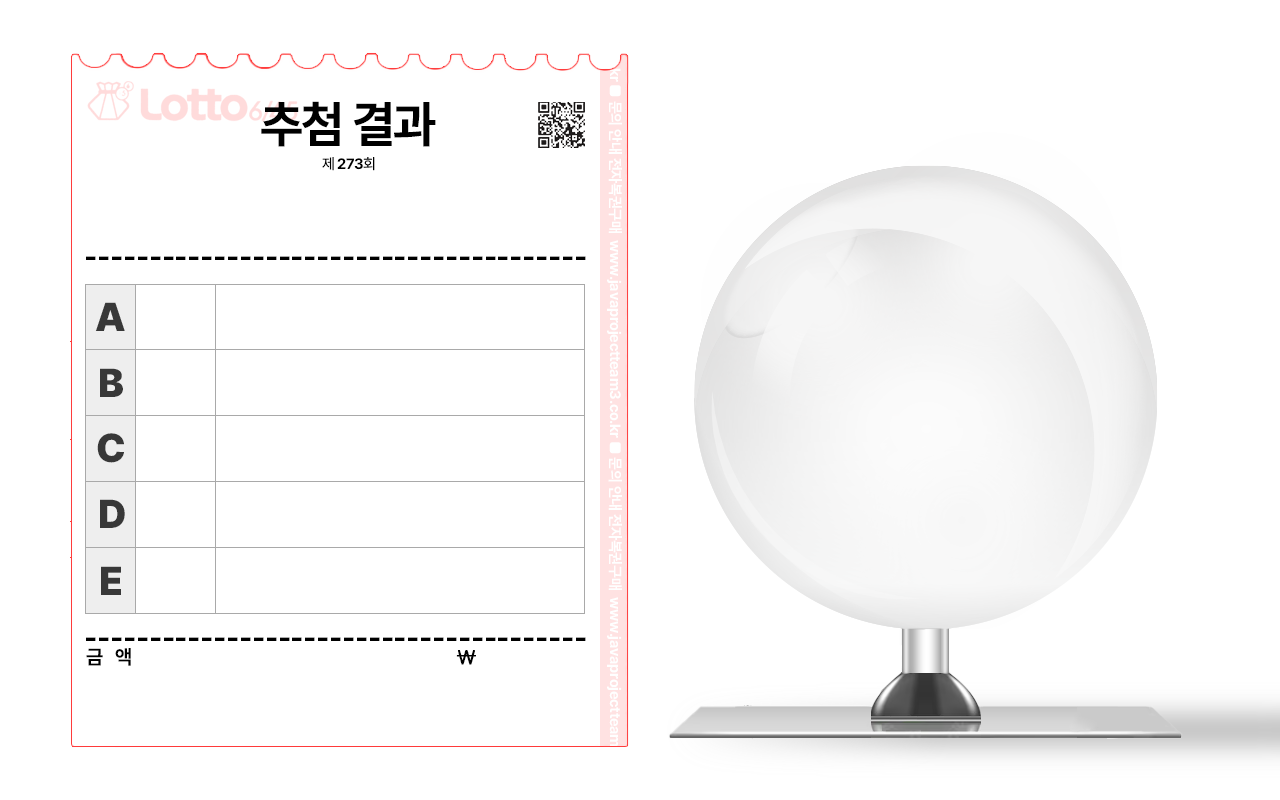 Lotto
추첨 결과
제 273회
A
B
C
D
E
금 액 ₩
kr ■ 문의 안내 전자복권구매 www.javaprojectteam3.co.kr ■ 문의 안내 전자복권구매 www.javaprojectteam